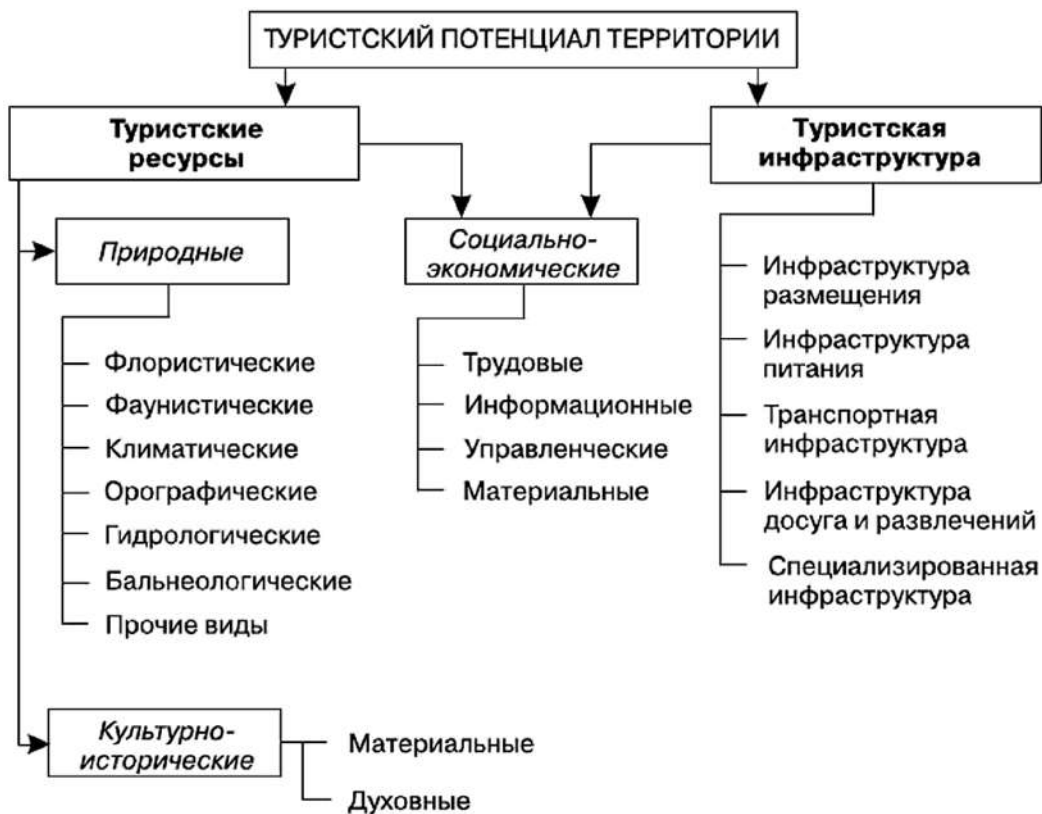 ТУРИСТСКИЙ ПОТЕНЦИАЛ ТЕРРИТОРИИ
Туристские
ресурсы
Туристская
инфраструктура
Природные
Флористические
Фаунистические
Климатические
Орографические
Гидрологические
Бальнеологические
Прочие виды
Социально-
экономические
Трудовые
Информационные
Управленческие
Материальные
Инфраструктура
размещения
Инфраструктура
питания
Транспортная
инфраструктура
Инфраструктура
досуга и развлечений
Специализированная
инфраструктура
Культурно-
исторические
Материальные
Духовные